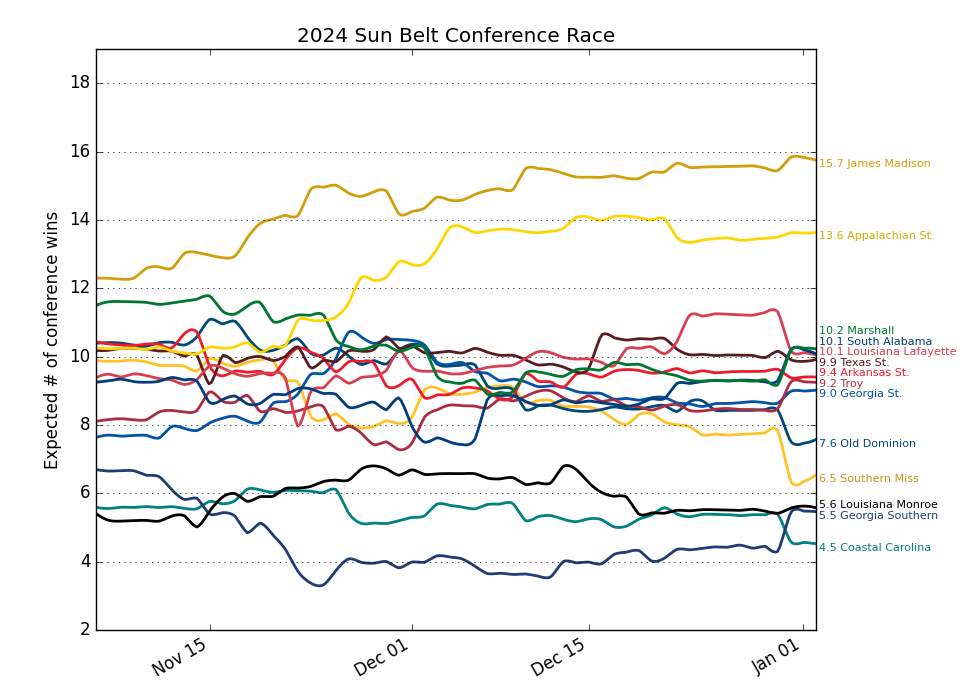 2024 Sun Belt Conference Race
Expected # of conference wins
18
16
14
12
10
8
6
4
2
Nov 15
Dec 01
Dec 15
Jan 01
15.7 James Madison
13.6 Appalachian St.
10.2 Marshall
10.1 South Alabama
10.1 Louisiana Lafayette
9.9 Texas St.
9.4 Arkansas St.
9.2 Troy
9.0 Georgia St.
7.6 Old Dominion
6.5 Southern Miss
5.6 Louisiana Monroe
5.5 Georgia Southern
4.5 Coastal Carolina